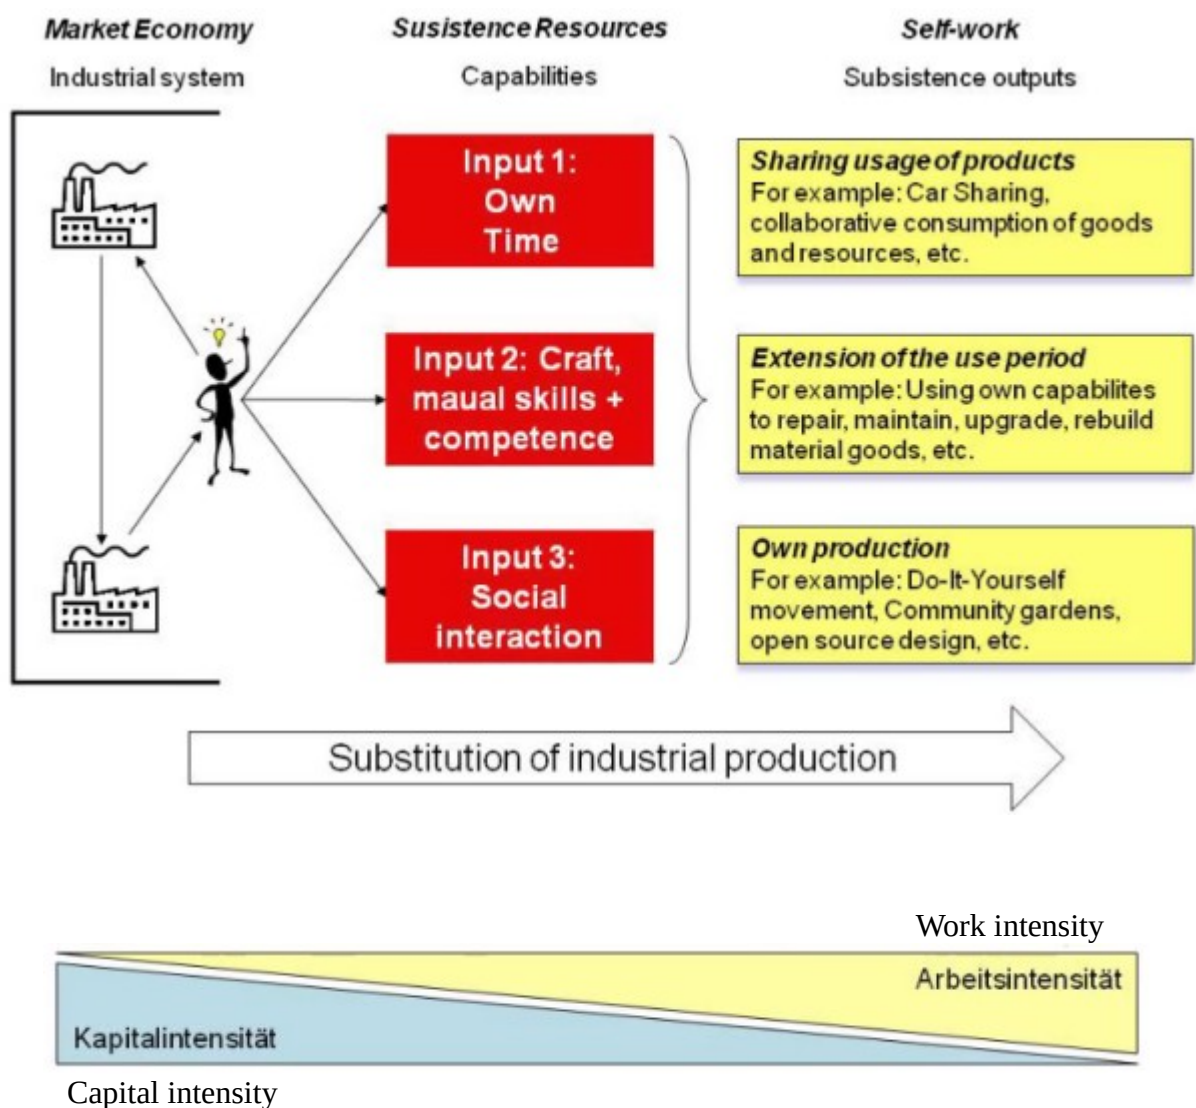 Market Economy
Industrial system
Susistence Resources
Capabilities
Self-work
Subsistence outputs
Input 1:
Own
Time
Input 2: Craft,
maual skills +
competence
Input 3:
Social
interaction
Sharing usage of products
For example: Car Sharing,
collaborative consumption of goods
and resources, etc.
Extension of the use period
For example: Using own capabilites
to repair, maintain, upgrade, rebuild
material goods, etc.
Own production
For example: Do-It-Yourself
movement, Community gardens,
open source design, etc.
Substitution of industrial production
Work intensity
Arbeitsintensität
Kapitalintensität
Capital intensity